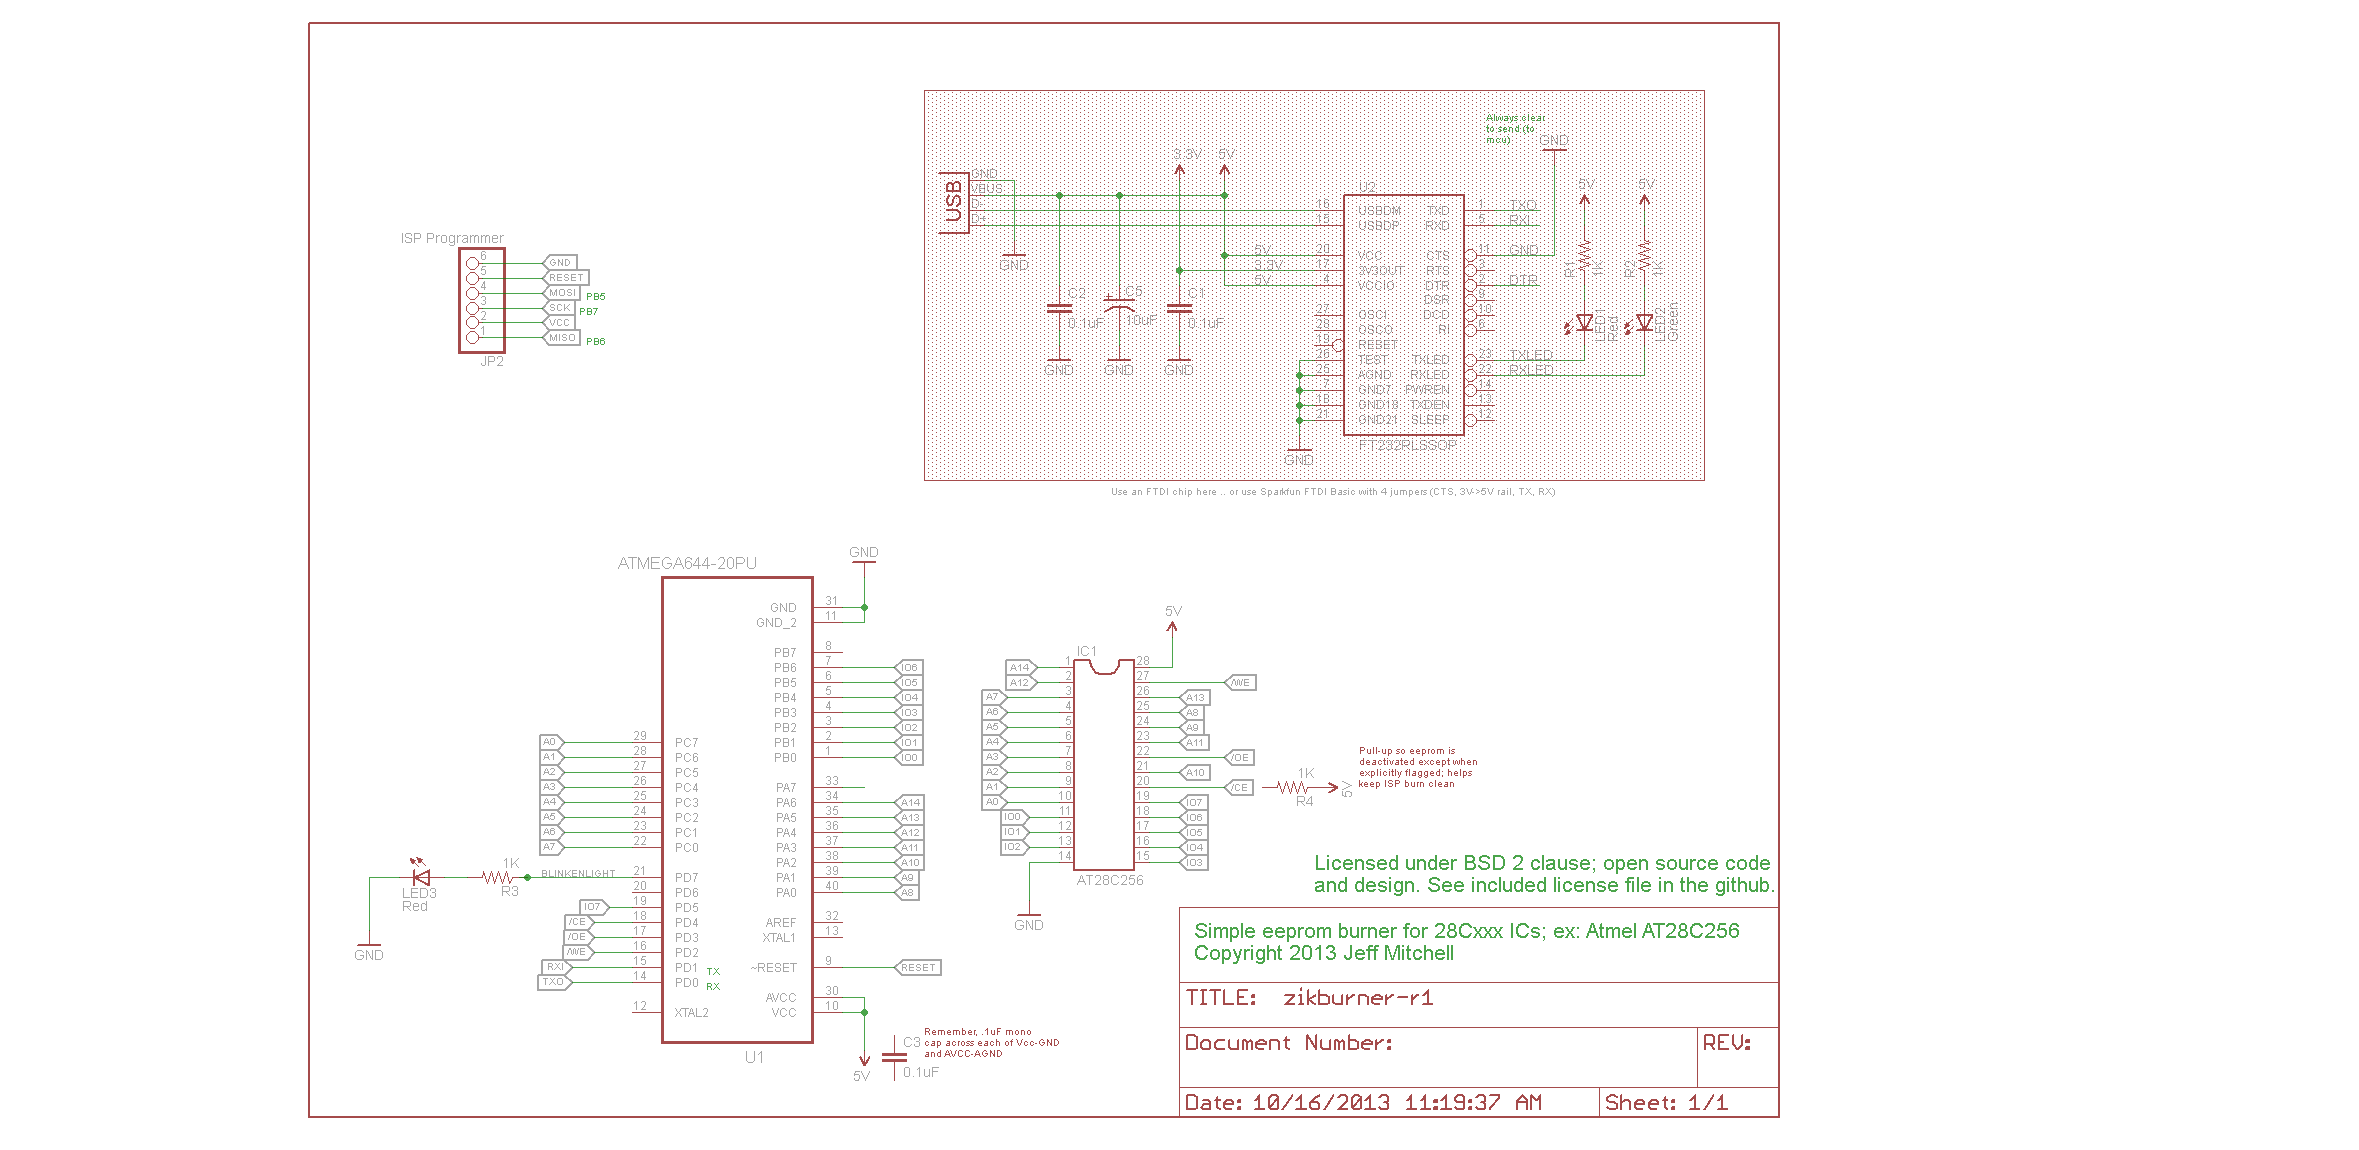 Always clear
to send (to
mcu)
GND
3.3V
5V
5V
5V
USB
GND
VBUS
D-
D+
GND
U2
16 USBDM TXD 1 TXO
15 USBDP RXD 5 RXI
5V 20 VCC CTS 11 GND
3.3V 17 3V3OUT RTS 3
5V 4 VCCIO DTR 2 DTR
DSR 9
27 OSCI DCD 10
28 OSCO RI 6
19 RESET
26 TEST TXLED 23 TXLED
25 AGND RXLED 22 RXLED
7 GND7 PWREN 14
18 GND18 TXDEN 13
21 GND21 SLEEP 12
FT232RLSSOP
GND
C2
0.1uF
GND
+
C5
10uF
GND
C1
0.1uF
GND
R1
1K
LED1
Red
R2
1K
LED2
Green
Use an FTDI chip here .. or use Sparkfun FTDI Basic with 4 jumpers (CTS, 3V->5V rail, TX, RX)
ISP Programmer
6 GND
5 RESET
4 MOSI PB5
3 SCK PB7
2 VCC
1 MISO PB6
JP2
ATMEGA644-20PU
GND
GND 31
GND_2 11
PB7 8
PB6 7 IO6
PB5 6 IO5
PB4 5 IO4
PB3 4 IO3
PB2 3 IO2
A0 29 PC7 PB1 2 IO1
A1 28 PC6 PB0 1 IO0
A2 27 PC5
A3 26 PC4 PA7 33
A4 25 PC3 PA6 34 A14
A5 24 PC2 PA5 35 A13
A6 23 PC1 PA4 36 A12
A7 22 PC0 PA3 37 A11
PA2 38 A10
BLINKENLIGHT 21 PD7 PA1 39 A9
20 PD6 PA0 40 A8
IO7 19 PD5
/CE 18 PD4 AREF 32
/OE 17 PD3 XTAL1 13
/WE 16 PD2
RXI 15 PD1 TX ~RESET 9 RESET
TXO 14 PD0 RX
AVCC 30
12 XTAL2 VCC 10
U1
5V
1K
R3
LED3
Red
GND
C3
0.1uF
Remember, .1uF mono
cap across each of Vcc-GND
and AVCC-AGND
5V
IC1
A14 1 28
A12 2 27 /WE
A7 3 26 A13
A6 4 25 A8
A5 5 24 A9
A4 6 23 A11
A3 7 22 /OE
A2 8 21 A10
A1 9 20 /CE
A0 10 19 IO7
IO0 11 18 IO6
IO1 12 17 IO5
IO2 13 16 IO4
14 15 IO3
AT28C256
GND
1K
R4
5V
Pull-up so eeprom is
deactivated except when
explicitly flagged; helps
keep ISP burn clean
Licensed under BSD 2 clause; open source code
and design. See included license file in the github.
Simple eeprom burner for 28Cxxx ICs; ex: Atmel AT28C256
Copyright 2013 Jeff Mitchell
TITLE: zikburner-r1
Document Number:
REV:
Date: 10/16/2013 11:19:37 AM
Sheet: 1/1